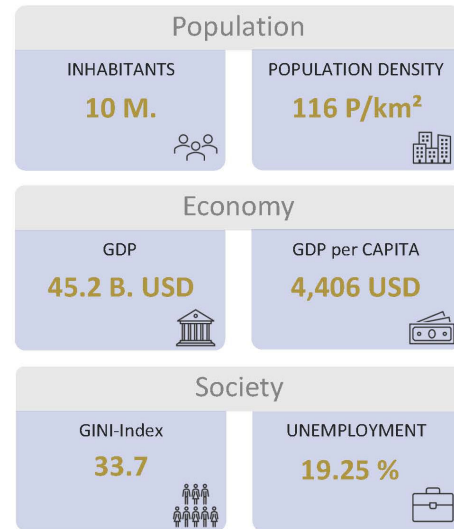 Population
INHABITANTS
10 M.
POPULATION DENSITY
116 P/km²
Economy
GDP
45.2 B. USD
GDP per CAPITA
4,406 USD
Society
GINI-Index
33.7
UNEMPLOYMENT
19.25 %